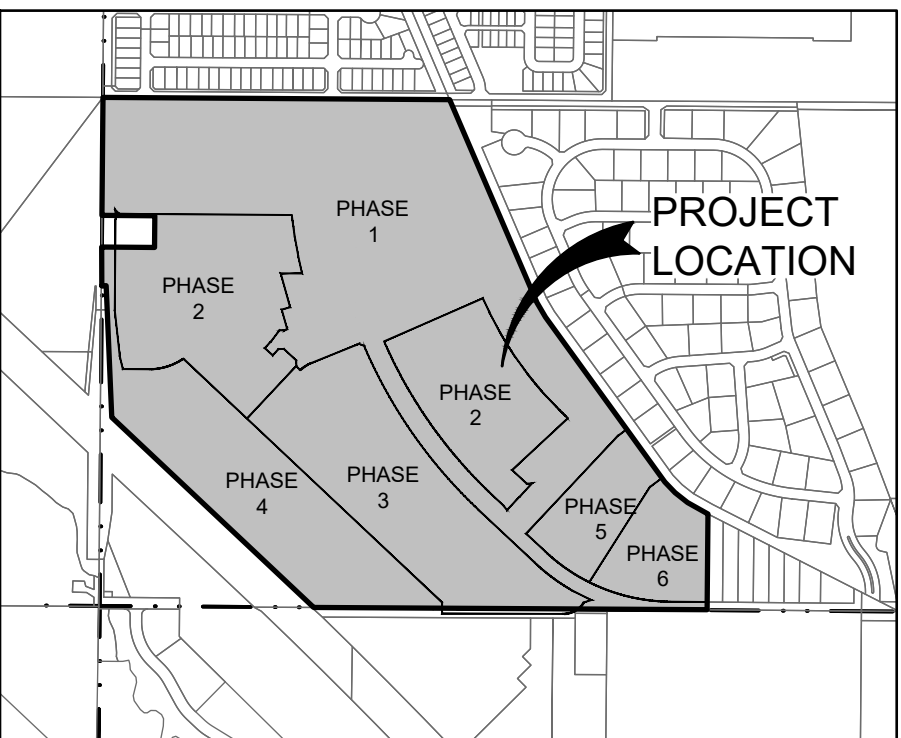 PHASE
1
PROJECT
LOCATION
PHASE
2
PHASE
2
PHASE
4
PHASE
3
PHASE
5
PHASE
6